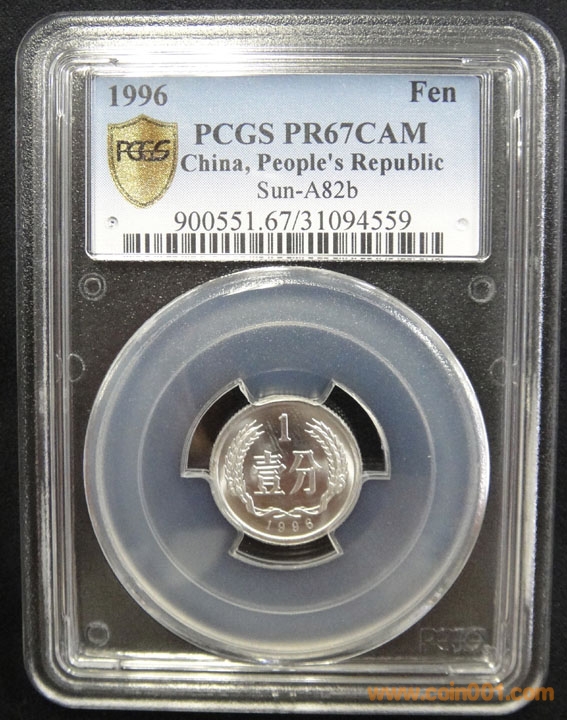 1996 Fen
PCGS
PCGS PR67CAM
China, People's Republic
Sun-A82b
900551.67/31094559
1
壹分
1996
PCGS
www.coin001.com